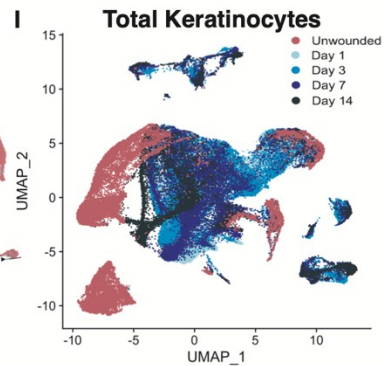 I
Total Keratinocytes
Unwounded
Day 1
Day 3
Day 7
Day 14
UMAP_2
15
10
5
0
-5
-10
-10 -5 0 5 10
UMAP_1